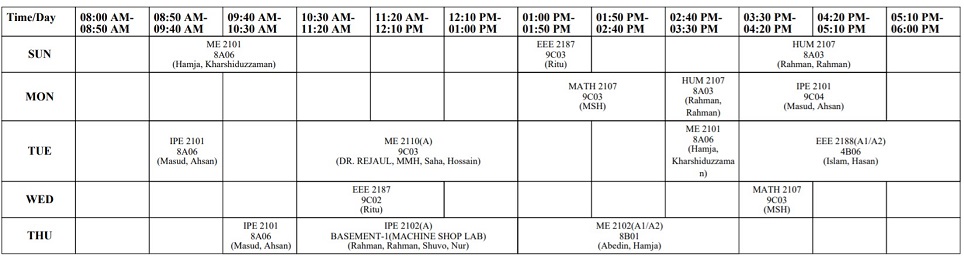 Time/Day 08:00 AM- 08:50 AM- 09:40 AM- 10:30 AM- 11:20 AM- 12:10 PM- 01:00 PM- 01:50 PM- 02:40 PM- 03:30 PM- 04:20 PM- 05:10 PM-
08:50 AM 09:40 AM 10:30 AM 11:20 AM 12:10 PM 01:00 PM 01:50 PM 02:40 PM 03:30 PM 04:20 PM 05:10 PM 06:00 PM
SUN
ME 2101
8A06
(Hamja, Kharshiduzzaman)
EEE 2187
9C03
(Ritu)
HUM 2107
8A03
(Rahman, Rahman)
MON
MATH 2107
9C03
(MSH)
HUM 2107
8A03
(Rahman,
Rahman)
IPE 2101
9C04
(Masud, Ahsan)
TUE
IPE 2101
8A06
(Masud, Ahsan)
ME 2110(A)
9C03
(DR. REJAUL, MMH, Saha, Hossain)
ME 2101
8A06
(Hamja,
Kharshiduzzama
n)
EEE 2188(A1/A2)
4B06
(Islam, Hasan)
WED
EEE 2187
9C02
(Ritu)
MATH 2107
9C03
(MSH)
THU
IPE 2101
8A06
(Masud, Ahsan)
IPE 2102(A)
BASEMENT-1(MACHINE SHOP LAB)
(Rahman, Rahman, Shuvo, Nur)
ME 2102(A1/A2)
8B01
(Abedin, Hamja)